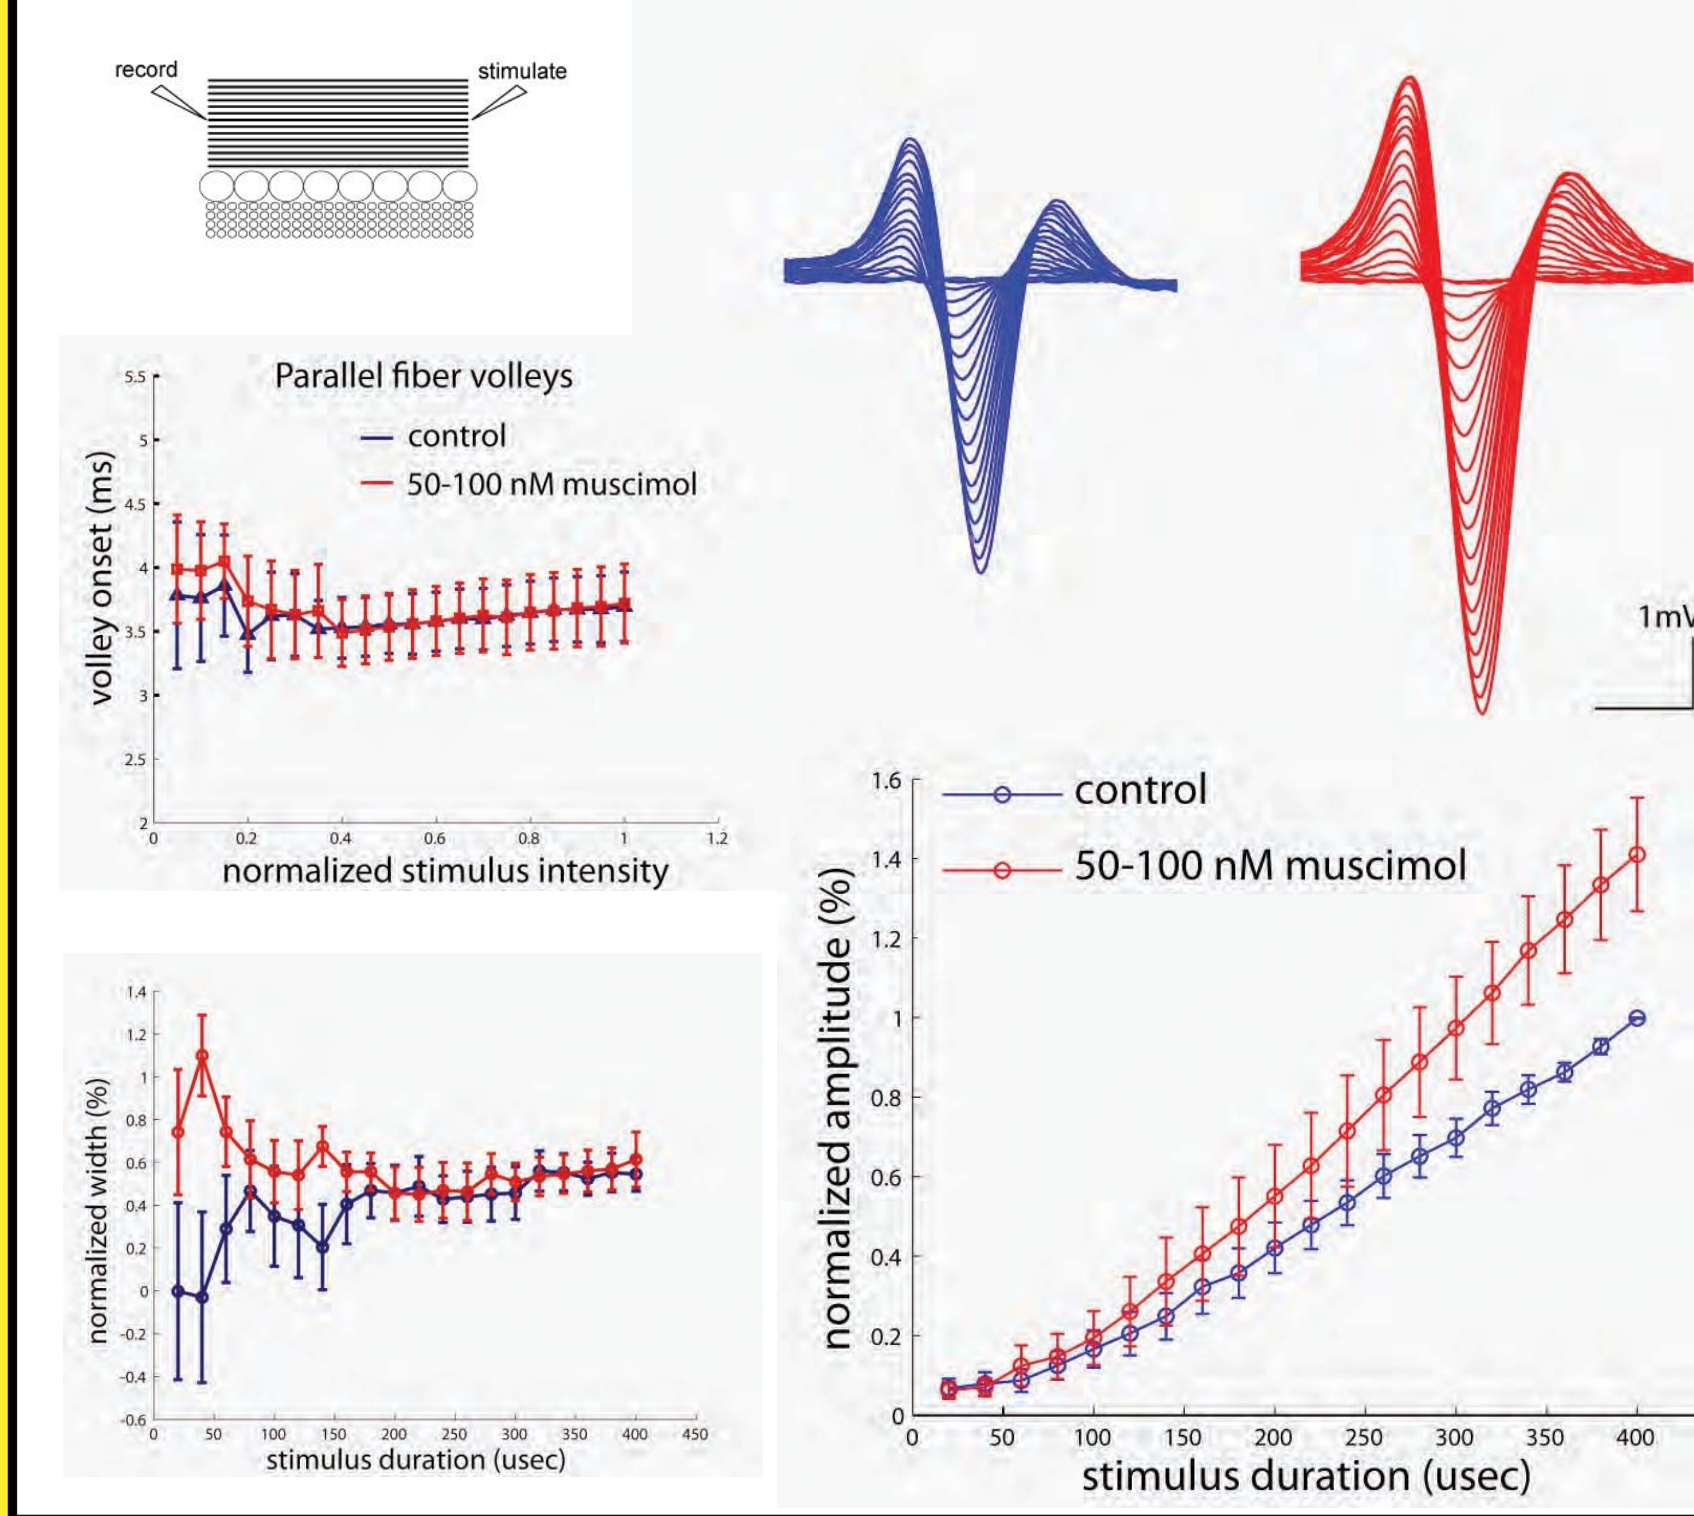 record
stimulate
1mV
Parallel fiber volleys
control
50-100 nM muscimol
volley onset (ms)
5.5
5
4.5
4
3.5
3
2.5
2
0 0.2 0.4 0.6 0.8 1 1.2
normalized stimulus intensity
normalized width (%)
1.4
1.2
1
0.8
0.6
0.4
0.2
0
-0.2
-0.4
-0.6
0 50 100 150 200 250 300 350 400 450
stimulus duration (usec)
control
50-100 nM muscimol
normalized amplitude (%)
1.6
1.4
1.2
1
0.8
0.6
0.4
0.2
0
0 50 100 150 200 250 300 350 400
stimulus duration (usec)